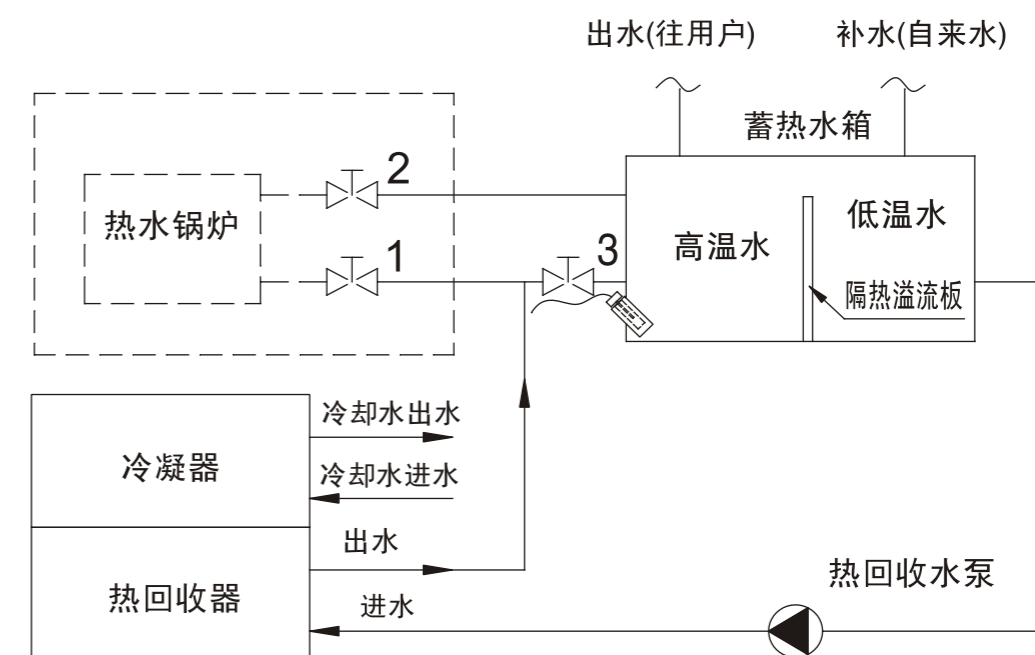 出水(往用户)
补水(自来水)
蓄热水箱
2
热水锅炉
高温水
低温水
1
3
隔热溢流板
冷却水出水
冷凝器
冷却水进水
出水
热回收水泵
热回收器
进水